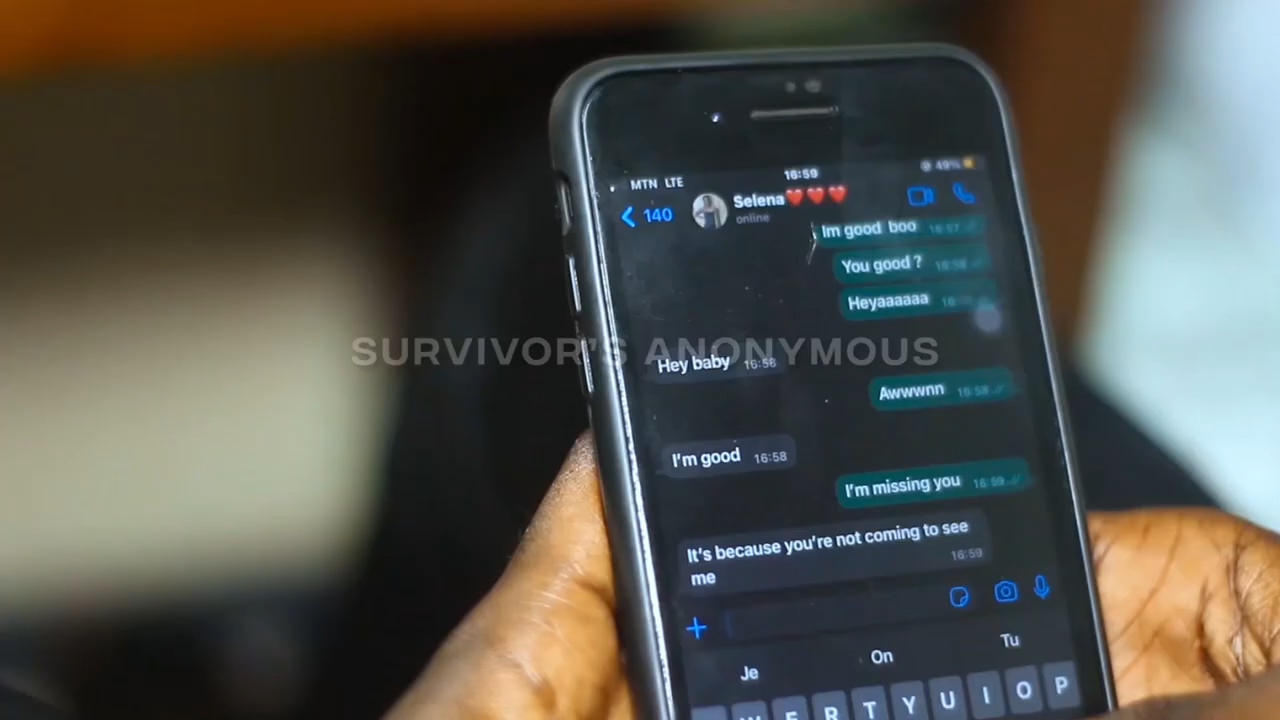 MTN LTE
16:59
49%
140
Selena❤️❤️❤️
online
Im good boo 16:57
You good ? 16:58
Heyaaaaaa
SURVIVOR'S ANONYMOUS
Hey baby 16:58
Awwwnn 16:58
I'm good 16:58
I'm missing you 16:59
It's because you're not coming to see
me 16:59
Je On Tu
E R T Y U I O P